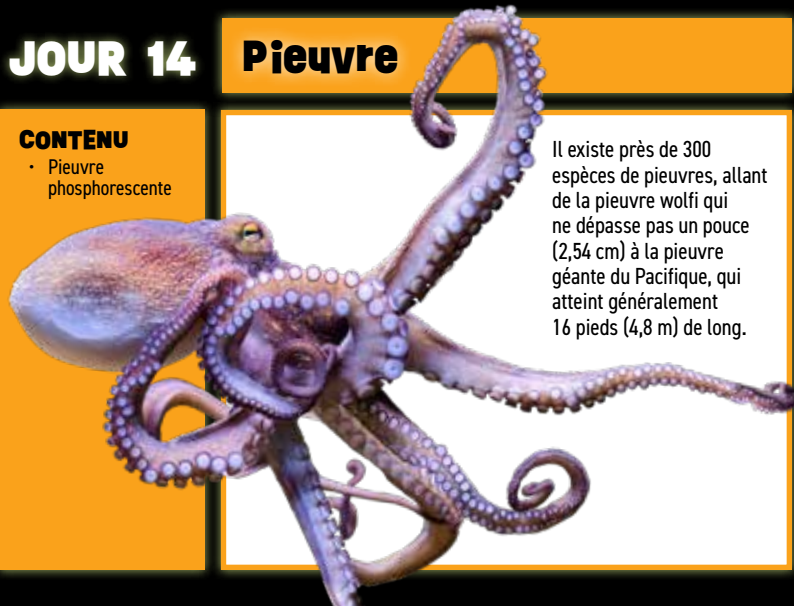 JOUR 14
Pieuvre
CONTENU
• Pieuvre
phosphorescente
Il existe près de 300
espèces de pieuvres, allant
de la pieuvre wolfi qui
ne dépasse pas un pouce
(2,54 cm) à la pieuvre
géante du Pacifique, qui
atteint généralement
16 pieds (4,8 m) de long.